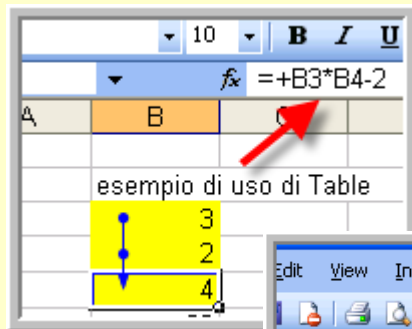 10 B I U
fx =+B3*B4-2
A B
esempio di uso di Table
3
2
4
Edit View In